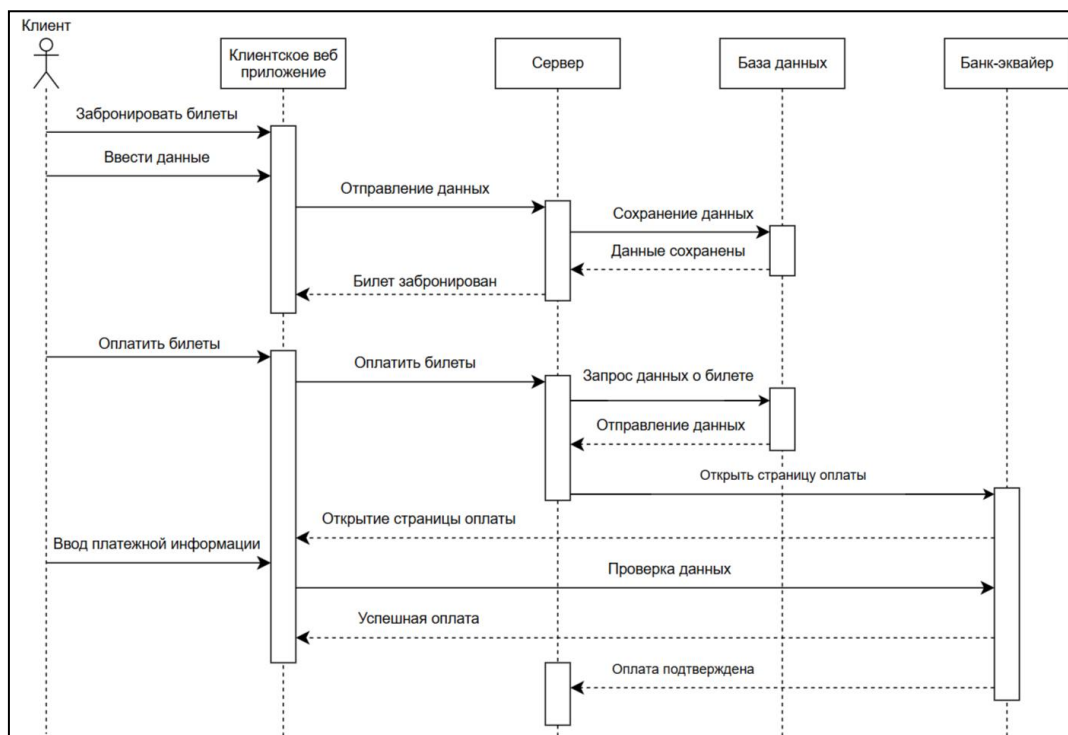 Клиент
Клиентское веб
приложение
Сервер
База данных
Банк-эквайер
Забронировать билеты
Ввести данные
Отправление данных
Сохранение данных
Данные сохранены
Билет забронирован
Оплатить билеты
Оплатить билеты
Запрос данных о билете
Отправление данных
Открыть страницу оплаты
Открытие страницы оплаты
Ввод платежной информации
Проверка данных
Успешная оплата
Оплата подтверждена